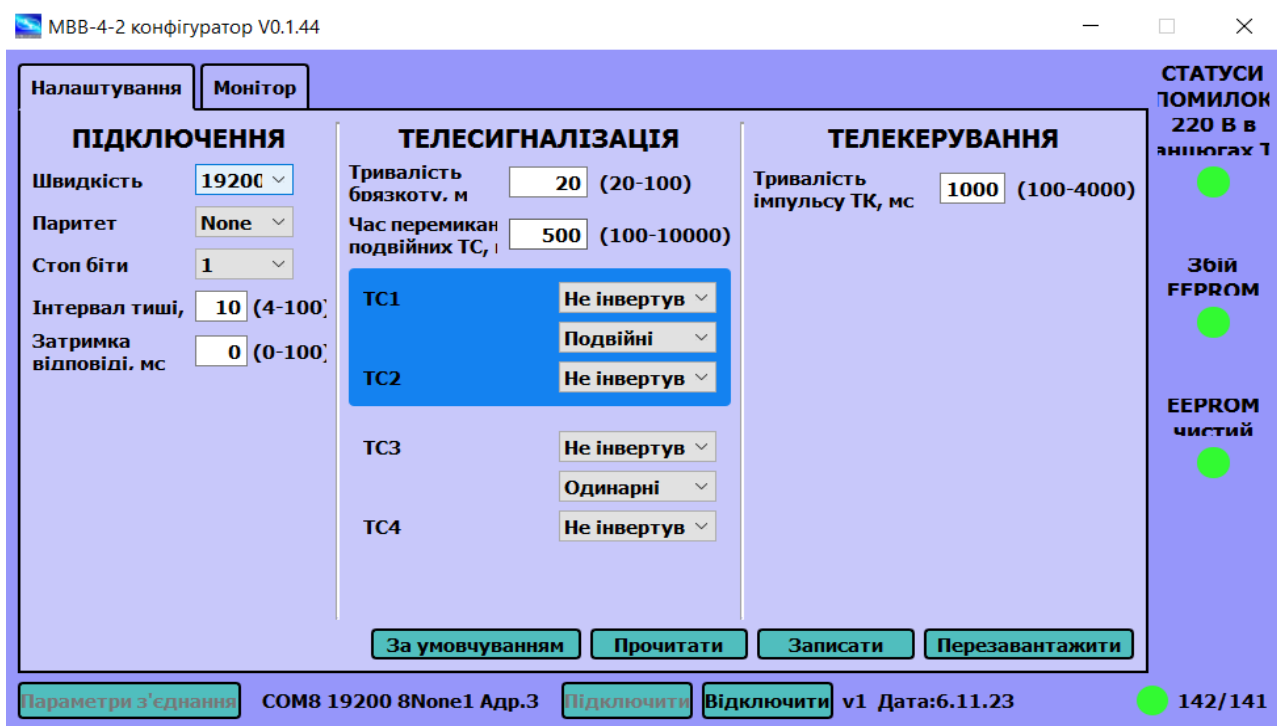 МВВ-4-2 конфігуратор V0.1.44
Налаштування
Монітор
ПІДКЛЮЧЕННЯ
Швидкість 19200
Паритет None
Стоп біти 1
Інтервал тиші, 10 (4-100)
Затримка
відповіді, мс 0 (0-100)
ТЕЛЕСИГНАЛІЗАЦІЯ
Тривалість
брязкоту, м 20 (20-100)
Час перемикан
подвійних ТС, 500 (100-10000)
ТС1 Не інвертув
Подвійні
ТС2 Не інвертув
ТС3 Не інвертув
Одинарні
ТС4 Не інвертув
ТЕЛЕКЕРУВАННЯ
Тривалість
імпульсу ТК, мс 1000 (100-4000)
За умовчуванням
Прочитати
Записати
Перезавантажити
СТАТУСИ
ПОМИЛОК
220 В в
анцюгах Т
Збій
EEPROM
EEPROM
чистий
Параметри з'єднання COM8 19200 8None1 Адр.3 Підключити Відключити v1 Дата:6.11.23 142/141